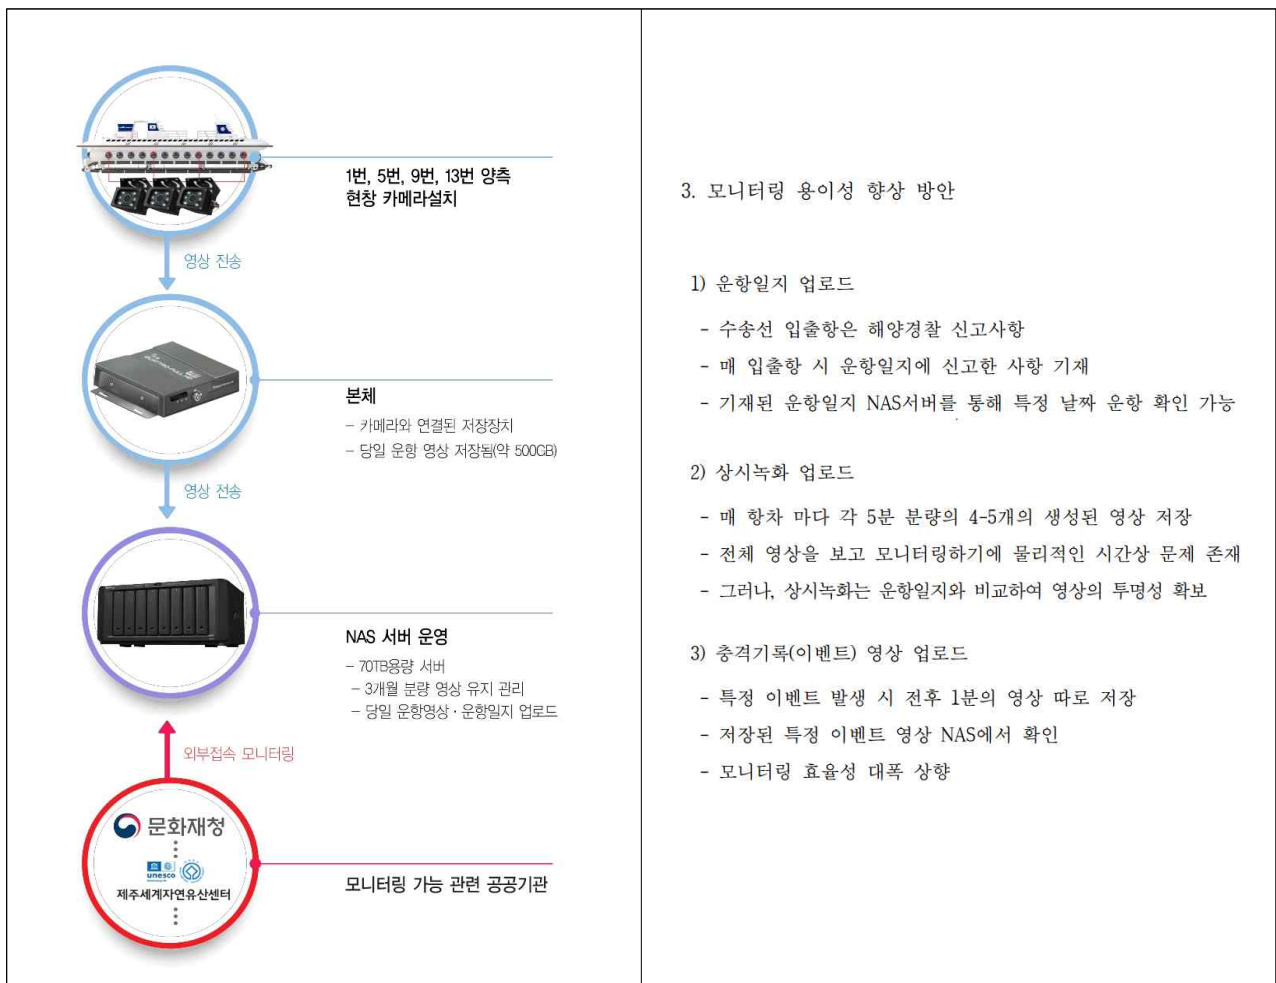 1번, 5번, 9번, 13번 양측
현창 카메라설치
영상 전송
본체
- 카메라와 연결된 저장장치
- 당일 운항 영상 저장됨(약 500GB)
영상 전송
NAS 서버 운영
- 70TB용량 서버
- 3개월 분량 영상 유지 관리
- 당일 운항영상 · 운항일지 업로드
외부접속 모니터링
문화재청
unesco
제주세계자연유산센터
모니터링 가능 관련 공공기관
3. 모니터링 용이성 향상 방안
1) 운항일지 업로드
- 수송선 입출항은 해양경찰 신고사항
- 매 입출항 시 운항일지에 신고한 사항 기재
- 기재된 운항일지 NAS서버를 통해 특정 날짜 운항 확인 가능
2) 상시녹화 업로드
- 매 항차 마다 각 5분 분량의 4-5개의 생성된 영상 저장
- 전체 영상을 보고 모니터링하기에 물리적인 시간상 문제 존재
- 그러나, 상시녹화는 운항일지와 비교하여 영상의 투명성 확보
3) 충격기록(이벤트) 영상 업로드
- 특정 이벤트 발생 시 전후 1분의 영상 따로 저장
- 저장된 특정 이벤트 영상 NAS에서 확인
- 모니터링 효율성 대폭 상향